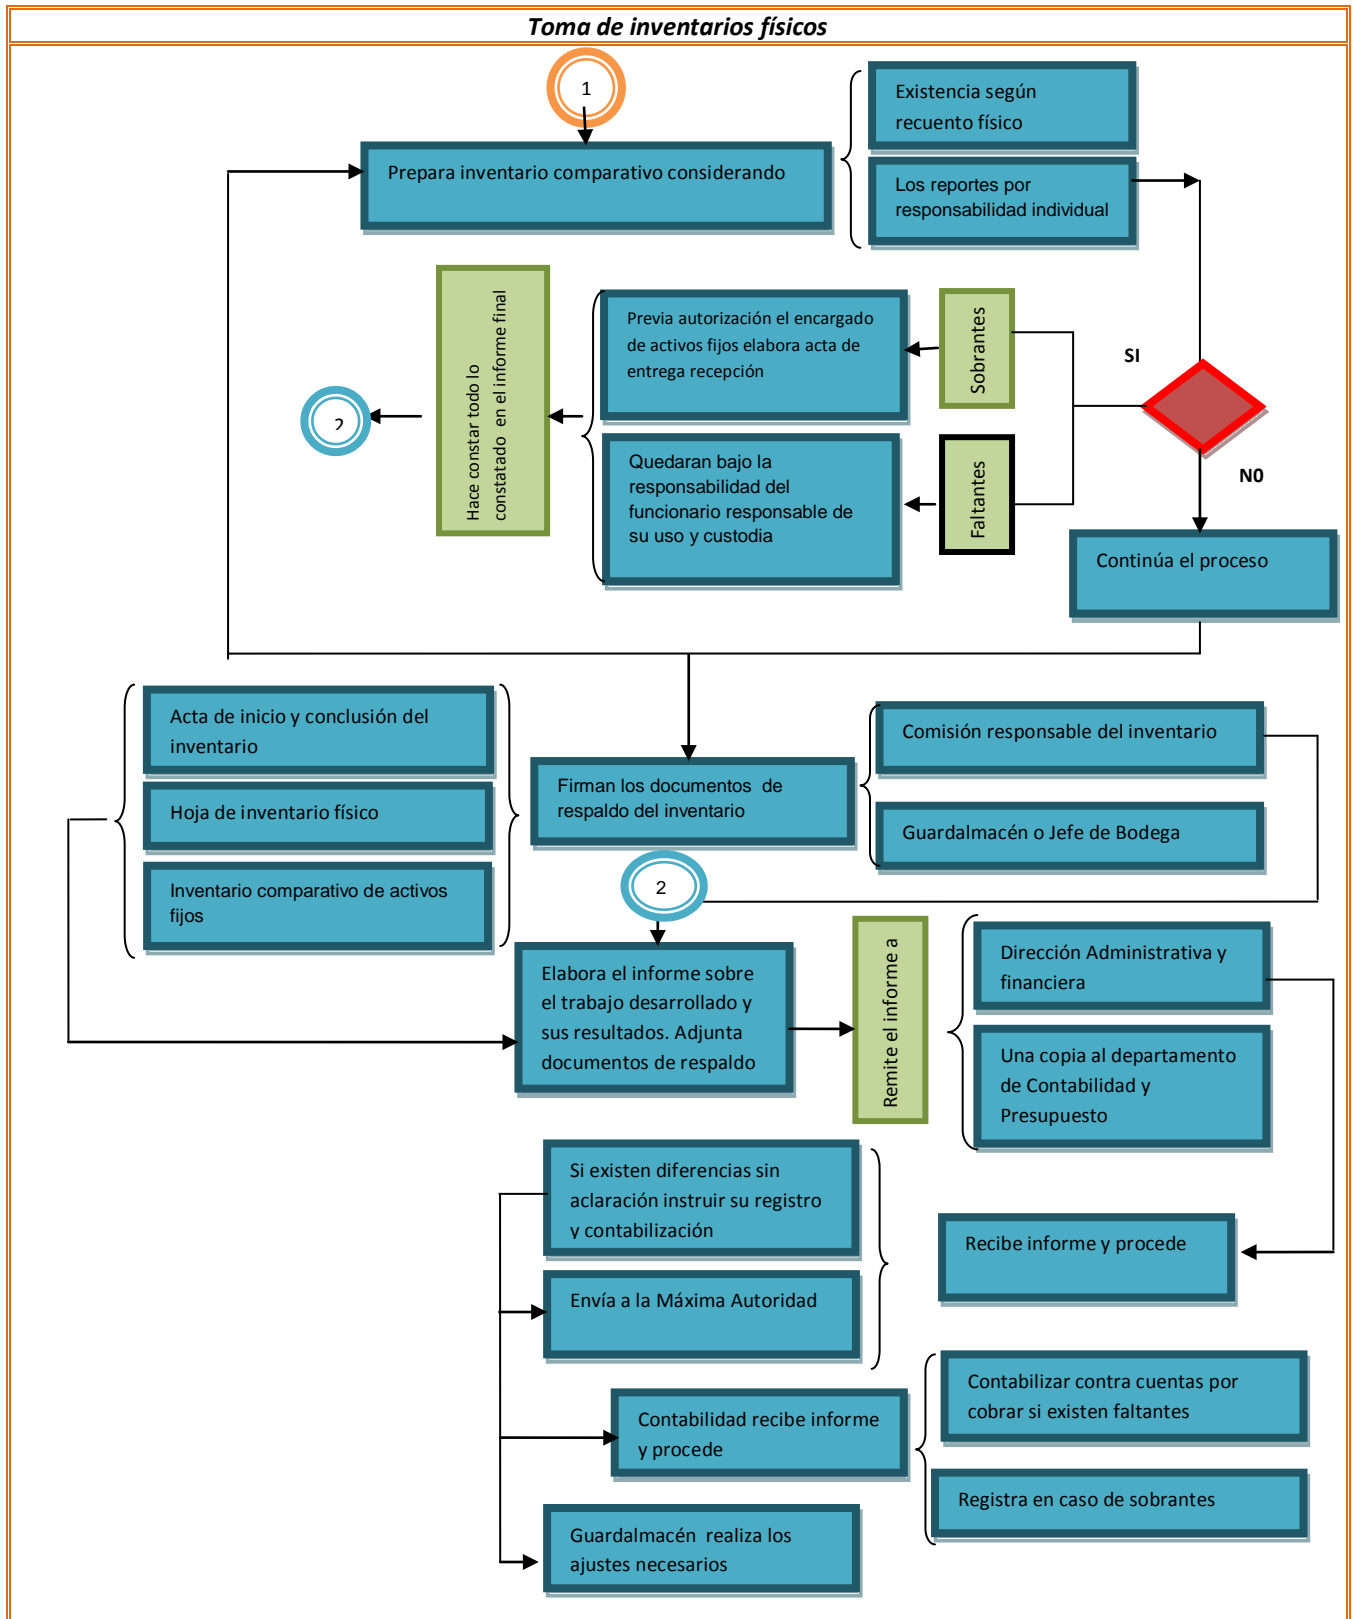 Toma de inventarios físicos
1
Existencia según
recuento físico
Prepara inventario comparativo considerando
Los reportes por
responsabilidad individual
Hace constar todo lo
constatado en el informe final
Previa autorización el encargado
de activos fijos elabora acta de
entrega recepción
Sobrantes
SI
2
Quedaran bajo la
responsabilidad del
funcionario responsable de
su uso y custodia
Faltantes
N0
Continúa el proceso
Acta de inicio y conclusión del
inventario
Hoja de inventario físico
Inventario comparativo de activos
fijos
Firman los documentos de
respaldo del inventario
Comisión responsable del inventario
Guardalmacén o Jefe de Bodega
2
Elabora el informe sobre
el trabajo desarrollado y
sus resultados. Adjunta
documentos de respaldo
Remite el informe a
Dirección Administrativa y
financiera
Una copia al departamento
de Contabilidad y
Presupuesto
Si existen diferencias sin
aclaración instruir su registro
y contabilización
Recibe informe y procede
Envía a la Máxima Autoridad
Contabilidad recibe informe
y procede
Contabilizar contra cuentas por
cobrar si existen faltantes
Registra en caso de sobrantes
Guardalmacén realiza los
ajustes necesarios